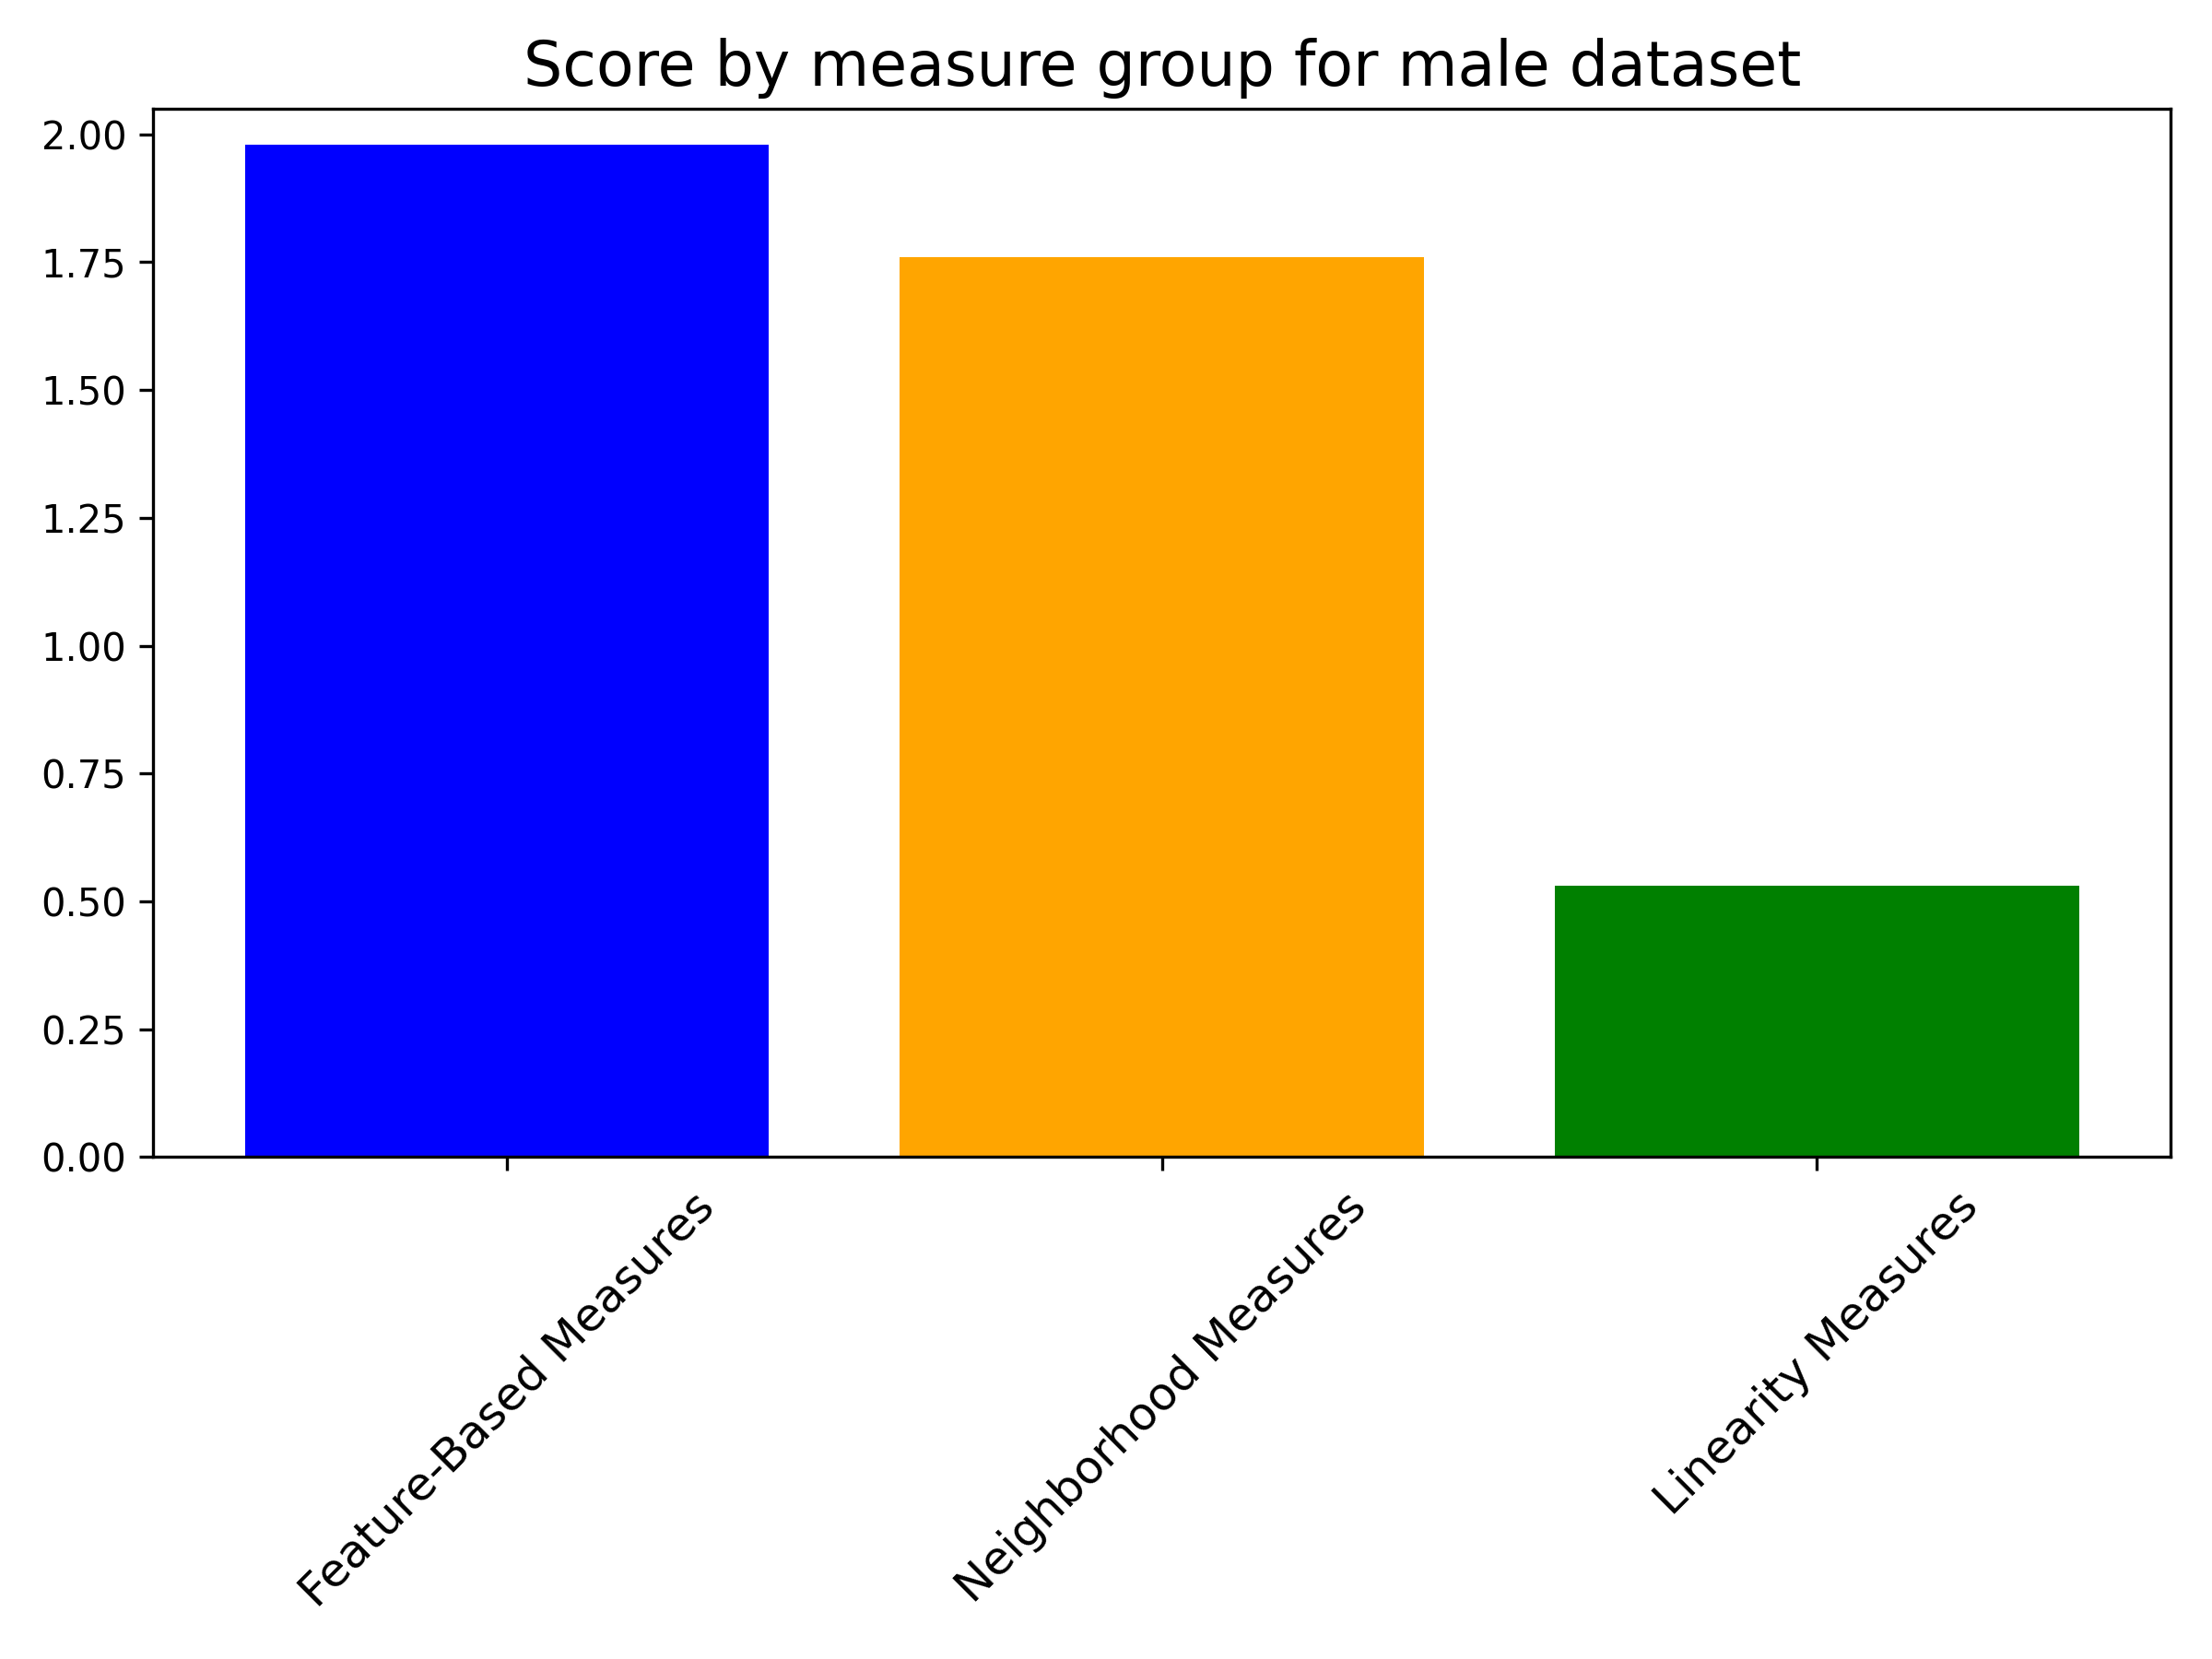 Score by measure group for male dataset
2.00
1.75
1.50
1.25
1.00
0.75
0.50
0.25
0.00
Feature-Based Measures
Neighborhood Measures
Linearity Measures